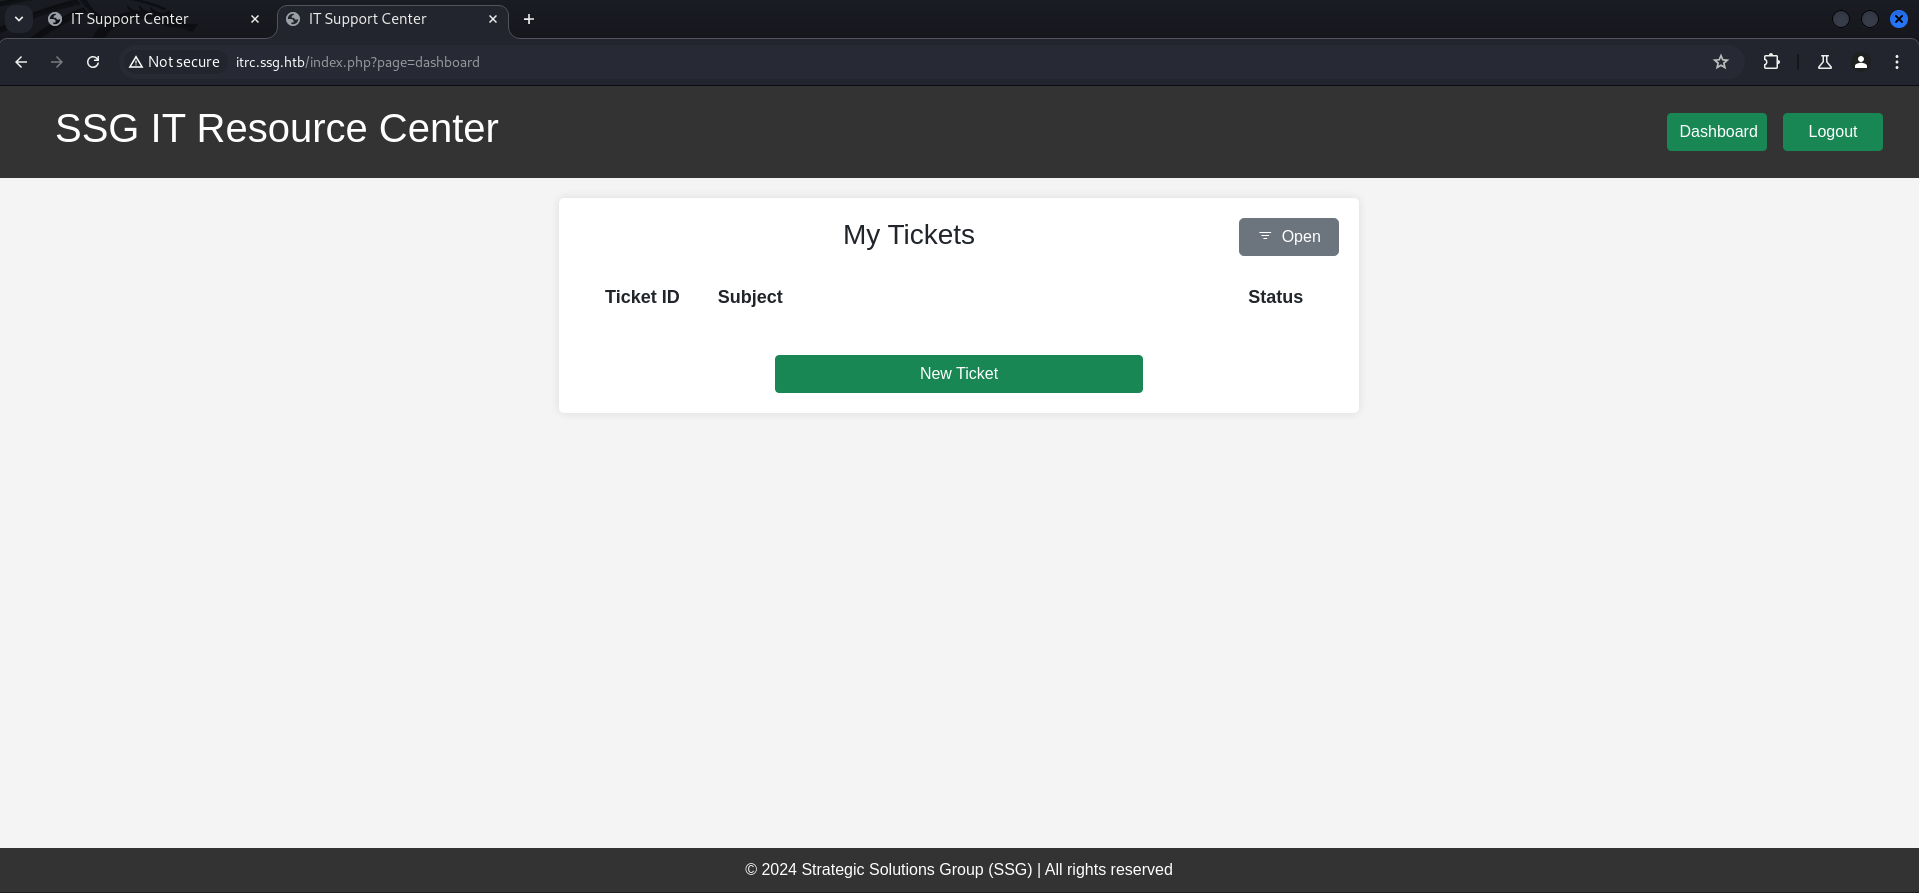 IT Support Center
IT Support Center
Not secure itrc.ssg.htb/index.php?page=dashboard
SSG IT Resource Center
Dashboard
Logout
My Tickets
Open
Ticket ID Subject Status
New Ticket
© 2024 Strategic Solutions Group (SSG) | All rights reserved